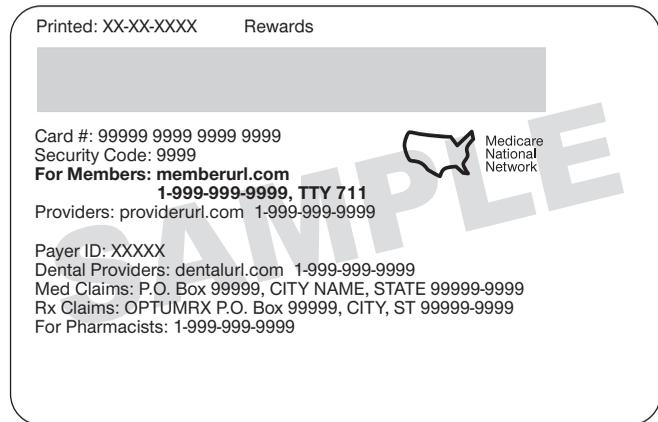 Printed: XX-XX-XXXX Rewards
Card #: 99999 9999 9999 9999
Security Code: 9999
For Members: memberurl.com
1-999-999-9999, TTY 711
Providers: providerurl.com 1-999-999-9999
Medicare
National
Network
Payer ID: XXXXX
Dental Providers: dentalurl.com 1-999-999-9999
Med Claims: P.O. Box 99999, CITY NAME, STATE 99999-9999
Rx Claims: OPTUMRX P.O. Box 99999, CITY, ST 99999-9999
For Pharmacists: 1-999-999-9999
SAMPLE